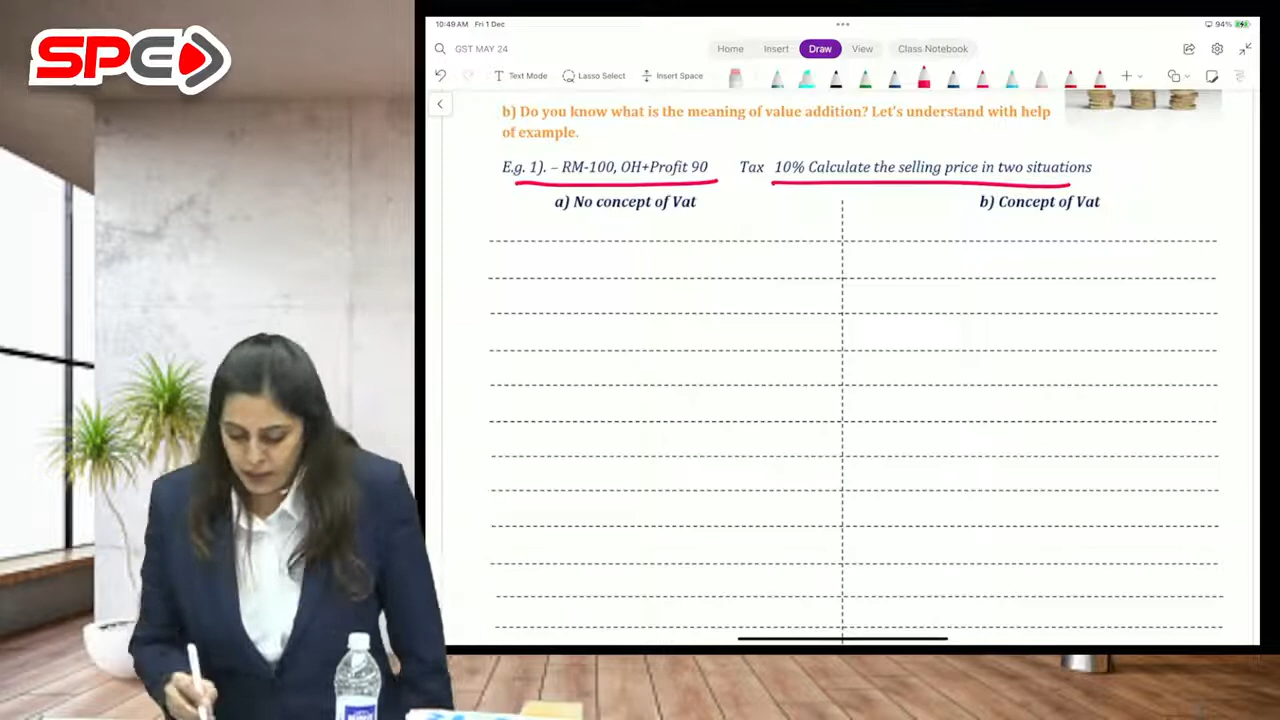 SPED
10:49 AM Fri 1 Dec
94%
GST MAY 24
Home Insert Draw View Class Notebook
Text Mode Lasso Select Insert Space
b) Do you know what is the meaning of value addition? Let's understand with help
of example.
E.g. 1). – RM-100, OH+Profit 90 Tax 10% Calculate the selling price in two situations
a) No concept of Vat b) Concept of Vat